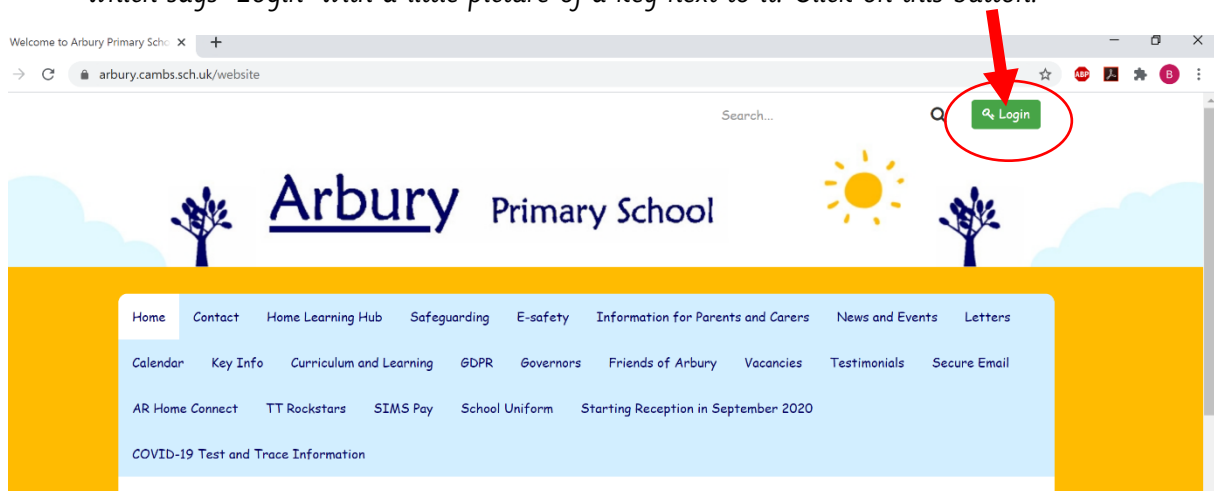 which says "Login" with a little picture of a key next to it. Click on this button.
Welcome to Arbury Primary Scho
arbury.cambs.sch.uk/website
ABP
B
Search...
Login
Arbury Primary School
Home Contact Home Learning Hub Safeguarding E-safety Information for Parents and Carers News and Events Letters
Calendar Key Info Curriculum and Learning GDPR Governors Friends of Arbury Vacancies Testimonials Secure Email
AR Home Connect TT Rockstars SIMS Pay School Uniform Starting Reception in September 2020
COVID-19 Test and Trace Information